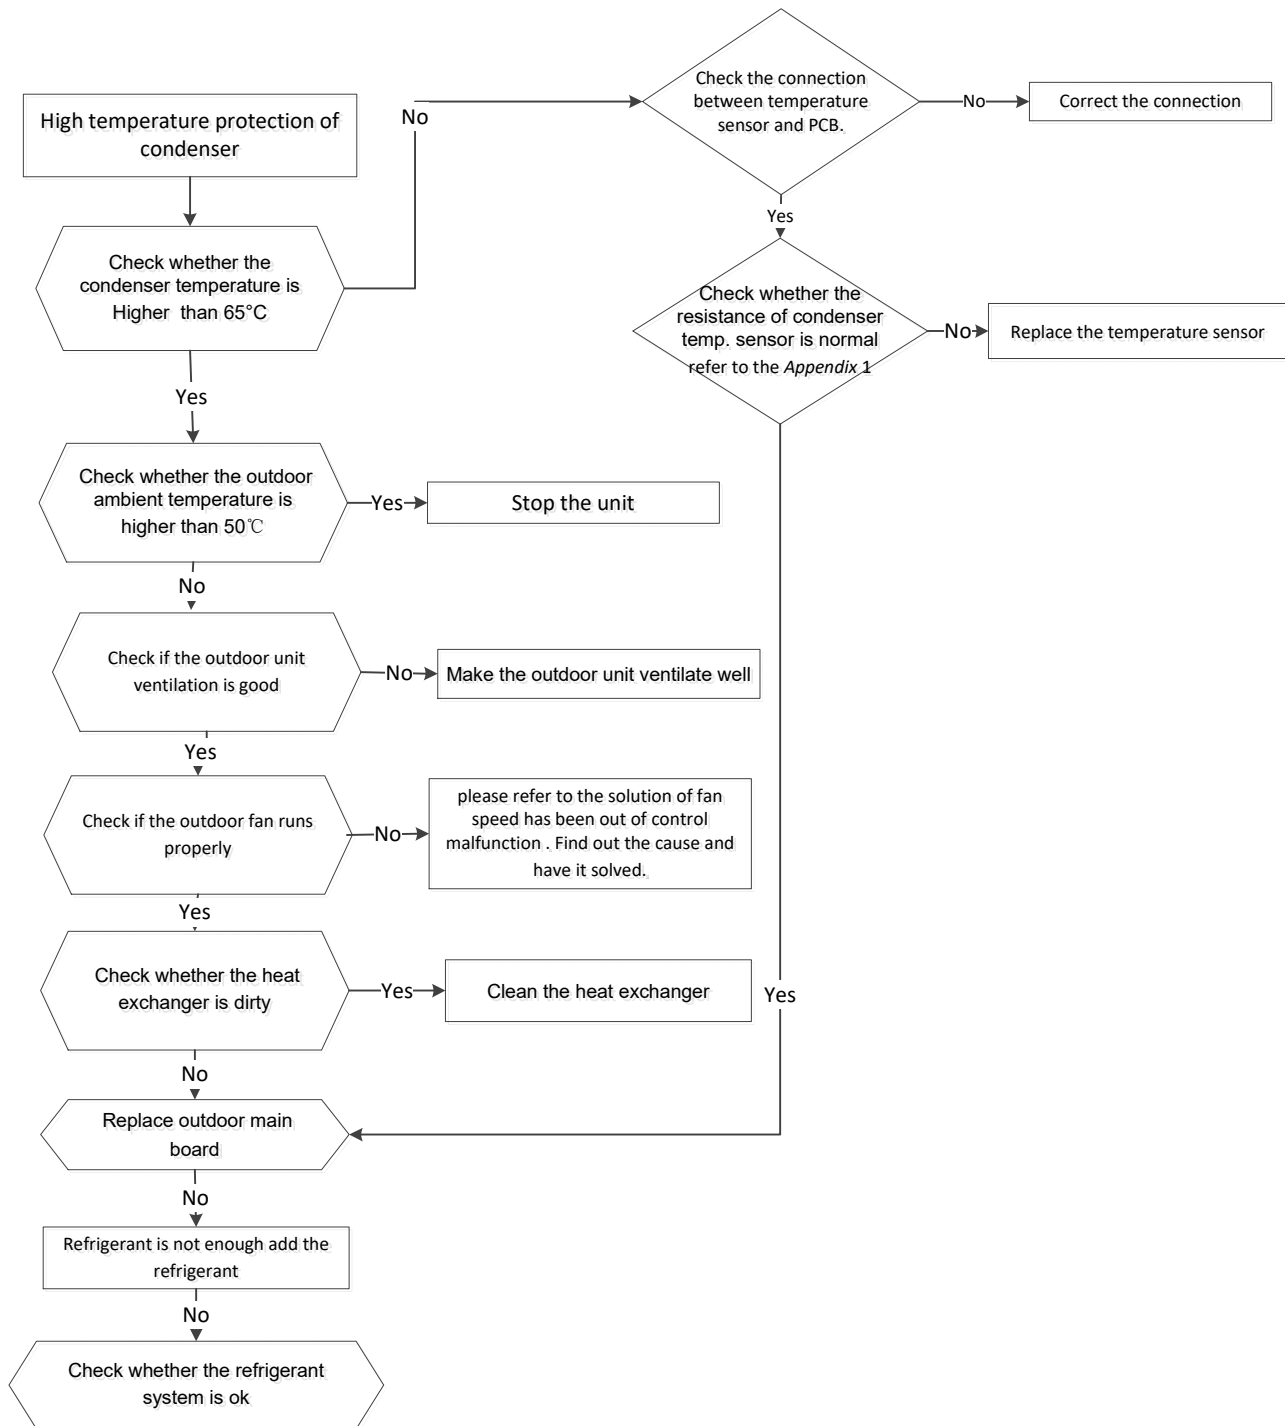 High temperature protection of
condenser
No
Check the connection
between temperature
sensor and PCB.
No
Correct the connection
Yes
Check whether the
condenser temperature is
Higher than 65°C
Check whether the
resistance of condenser
temp. sensor is normal
refer to the Appendix 1
No
Replace the temperature sensor
Yes
Check whether the outdoor
ambient temperature is
higher than 50℃
Yes
Stop the unit
No
Check if the outdoor unit
ventilation is good
No
Make the outdoor unit ventilate well
Yes
Check if the outdoor fan runs
properly
No
please refer to the solution of fan
speed has been out of control
malfunction . Find out the cause and
have it solved.
Yes
Check whether the heat
exchanger is dirty
Yes
Clean the heat exchanger
Yes
No
Replace outdoor main
board
No
Refrigerant is not enough add the
refrigerant
No
Check whether the refrigerant
system is ok